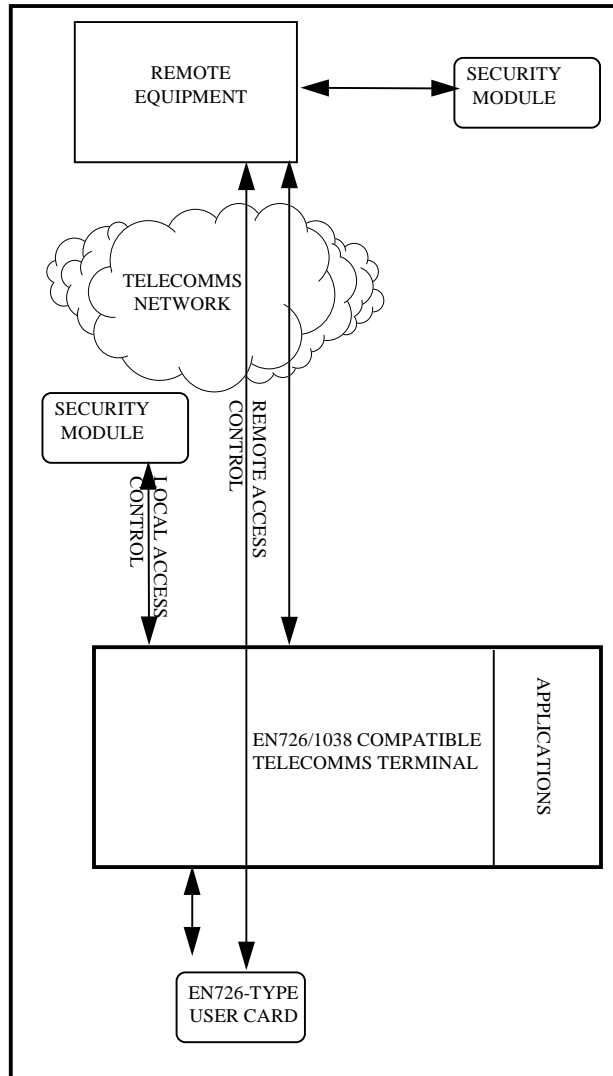 REMOTE
EQUIPMENT
SECURITY
MODULE
TELECOMMS
NETWORK
SECURITY
MODULE
REMOTE ACCESS
CONTROL
LOCAL ACCESS
CONTROL
EN726/1038 COMPATIBLE
TELECOMMS TERMINAL
APPLICATIONS
EN726-TYPE
USER CARD